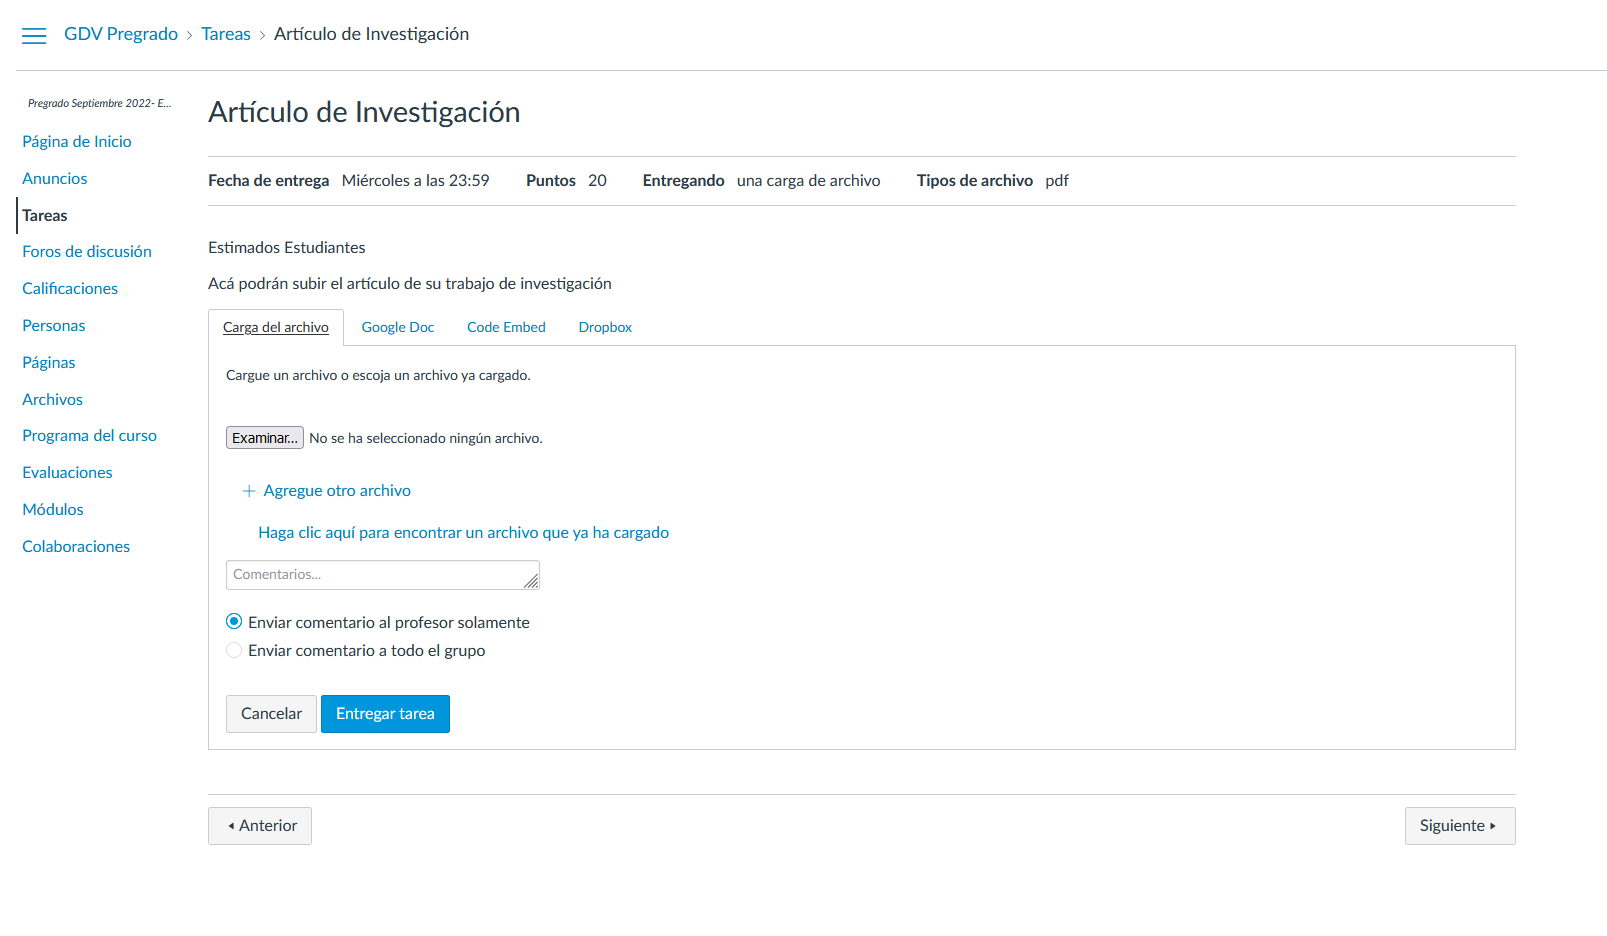 GDV Pregrado › Tareas › Artículo de Investigación
Pregrado Septiembre 2022- E...
Página de Inicio
Anuncios
Tareas
Foros de discusión
Calificaciones
Personas
Páginas
Archivos
Programa del curso
Evaluaciones
Módulos
Colaboraciones
Artículo de Investigación
Fecha de entrega Miércoles a las 23:59 Puntos 20 Entregando una carga de archivo Tipos de archivo pdf
Estimados Estudiantes
Acá podrán subir el artículo de su trabajo de investigación
Carga del archivo Google Doc Code Embed Dropbox
Cargue un archivo o escoja un archivo ya cargado.
Examinar... No se ha seleccionado ningún archivo.
+ Agregue otro archivo
Haga clic aquí para encontrar un archivo que ya ha cargado
Comentarios...
Enviar comentario al profesor solamente
Enviar comentario a todo el grupo
Cancelar Entregar tarea
◂ Anterior Siguiente ▸